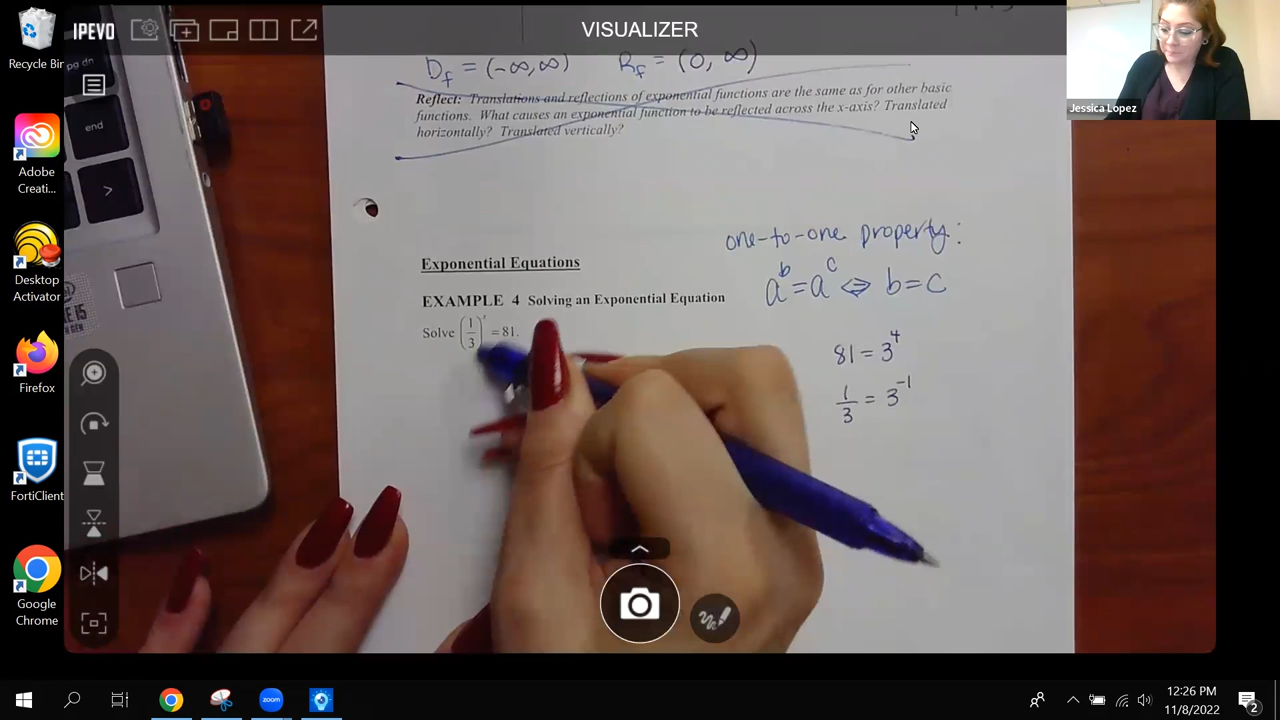 IPEVO
VISUALIZER
Recycle Bin
Adobe
Creati...
Desktop
Activator
Firefox
FortiClient
Google
Chrome
pg dn
end
>
D_f = (-∞,∞) R_f = (0, ∞)
Reflect: Translations and reflections of exponential functions are the same as for other basic
functions. What causes an exponential function to be reflected across the x-axis? Translated
horizontally? Translated vertically?
Jessica Lopez
one-to-one property:
a^b = a^c ⇔ b = c
Exponential Equations
EXAMPLE 4 Solving an Exponential Equation
Solve (1/3)^x = 81.
81 = 3^4
1/3 = 3^-1
zoom
12:26 PM
11/8/2022
2